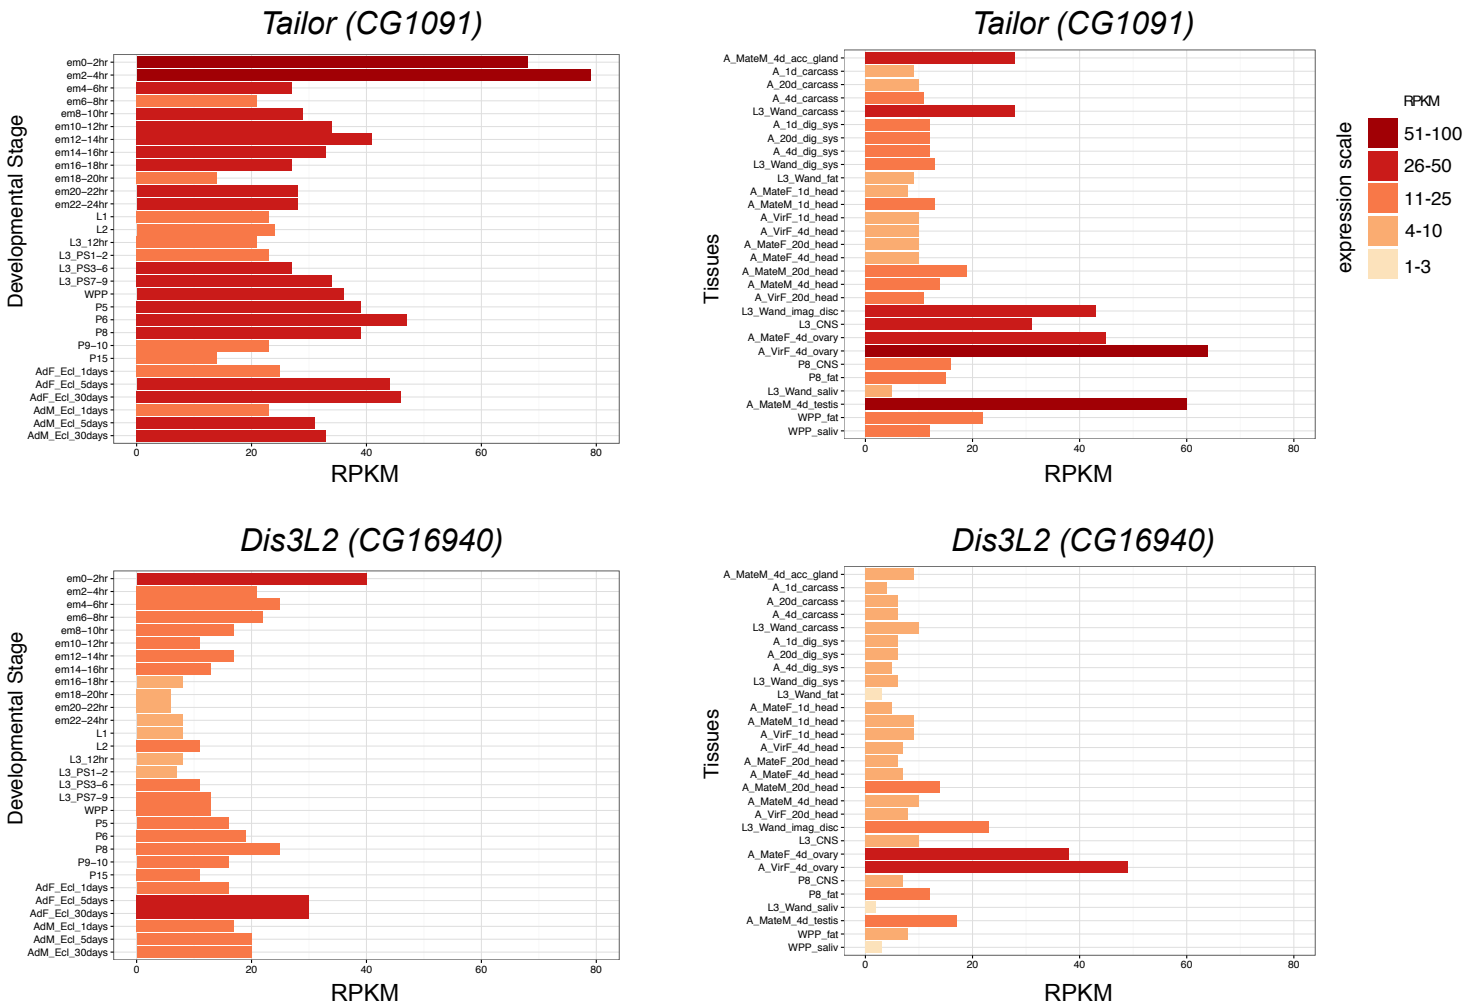 Tailor (CG1091)
Developmental Stage
em0-2hr
em2-4hr
em4-6hr
em6-8hr
em8-10hr
em10-12hr
em12-14hr
em14-16hr
em16-18hr
em18-20hr
em20-22hr
em22-24hr
L1
L2
L3_12hr
L3_PS1-2
L3_PS3-6
L3_PS7-9
WPP
P5
P6
P8
P9-10
P15
AdF_Ecl_1days
AdF_Ecl_5days
AdF_Ecl_30days
AdM_Ecl_1days
AdM_Ecl_5days
AdM_Ecl_30days
0 20 40 60 80
RPKM
Tailor (CG1091)
Tissues
A_MateM_4d_acc_gland
A_1d_carcass
A_20d_carcass
A_4d_carcass
L3_Wand_carcass
A_1d_dig_sys
A_20d_dig_sys
A_4d_dig_sys
L3_Wand_dig_sys
L3_Wand_fat
A_MateF_1d_head
A_MateM_1d_head
A_VirF_1d_head
A_VirF_4d_head
A_MateF_20d_head
A_MateF_4d_head
A_MateM_20d_head
A_MateM_4d_head
A_VirF_20d_head
L3_Wand_imag_disc
L3_CNS
A_MateF_4d_ovary
A_VirF_4d_ovary
P8_CNS
P8_fat
L3_Wand_saliv
A_MateM_4d_testis
WPP_fat
WPP_saliv
0 20 40 60 80
RPKM
expression scale
RPKM
51-100
26-50
11-25
4-10
1-3
Dis3L2 (CG16940)
Developmental Stage
em0-2hr
em2-4hr
em4-6hr
em6-8hr
em8-10hr
em10-12hr
em12-14hr
em14-16hr
em16-18hr
em18-20hr
em20-22hr
em22-24hr
L1
L2
L3_12hr
L3_PS1-2
L3_PS3-6
L3_PS7-9
WPP
P5
P6
P8
P9-10
P15
AdF_Ecl_1days
AdF_Ecl_5days
AdF_Ecl_30days
AdM_Ecl_1days
AdM_Ecl_5days
AdM_Ecl_30days
0 20 40 60 80
RPKM
Dis3L2 (CG16940)
Tissues
A_MateM_4d_acc_gland
A_1d_carcass
A_20d_carcass
A_4d_carcass
L3_Wand_carcass
A_1d_dig_sys
A_20d_dig_sys
A_4d_dig_sys
L3_Wand_dig_sys
L3_Wand_fat
A_MateF_1d_head
A_MateM_1d_head
A_VirF_1d_head
A_VirF_4d_head
A_MateF_20d_head
A_MateF_4d_head
A_MateM_20d_head
A_MateM_4d_head
A_VirF_20d_head
L3_Wand_imag_disc
L3_CNS
A_MateF_4d_ovary
A_VirF_4d_ovary
P8_CNS
P8_fat
L3_Wand_saliv
A_MateM_4d_testis
WPP_fat
WPP_saliv
0 20 40 60 80
RPKM